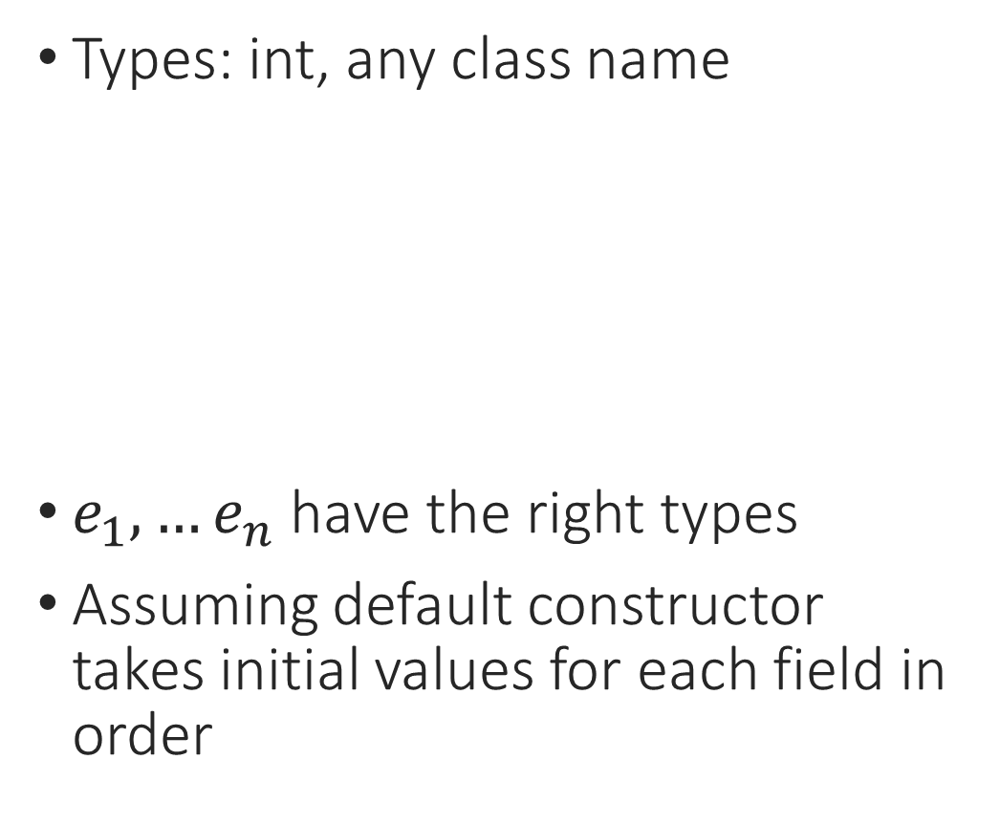 • Types: int, any class name
• e₁, … eₙ have the right types
• Assuming default constructor
takes initial values for each field in
order